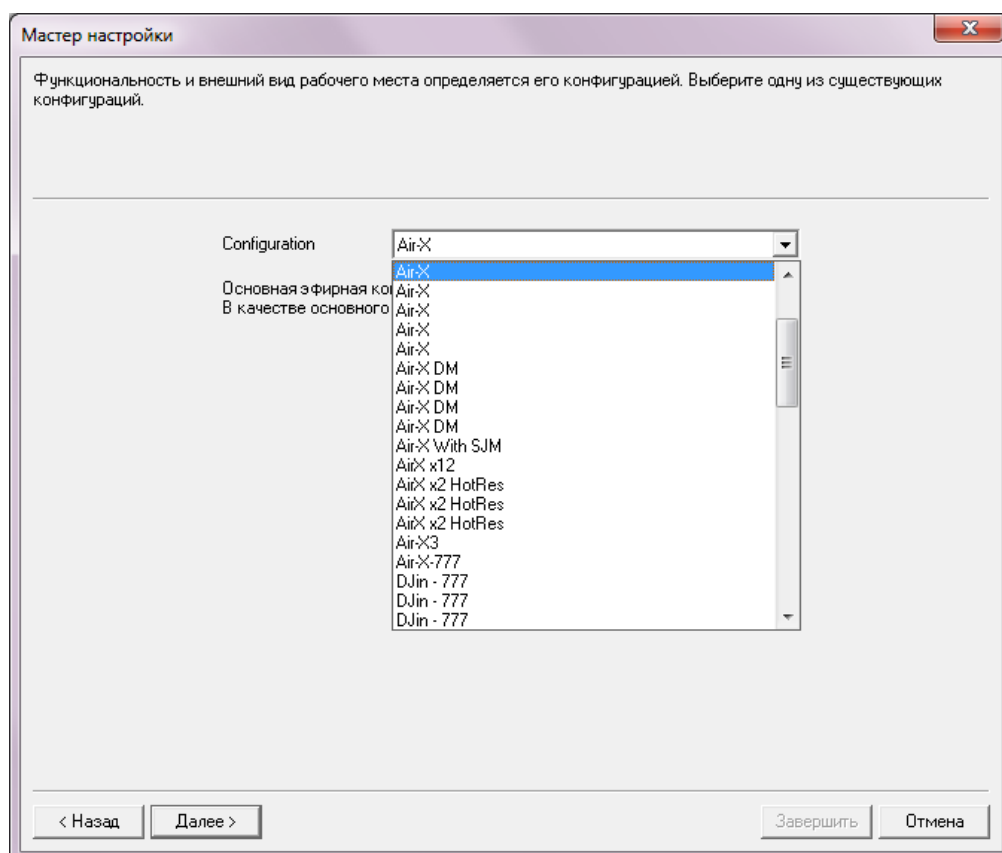 Мастер настройки
Функциональность и внешний вид рабочего места определяется его конфигурацией. Выберите одну из существующих
конфигураций.
Configuration
Air-X
Air-X
Основная эфирная ко
Air-X
В качестве основного
Air-X
Air-X
Air-X
Air-X DM
Air-X DM
Air-X DM
Air-X DM
Air-X With SJM
AirX x12
AirX x2 HotRes
AirX x2 HotRes
AirX x2 HotRes
Air-X3
Air-X-777
DJin - 777
DJin - 777
DJin - 777
< Назад
Далее >
Завершить
Отмена